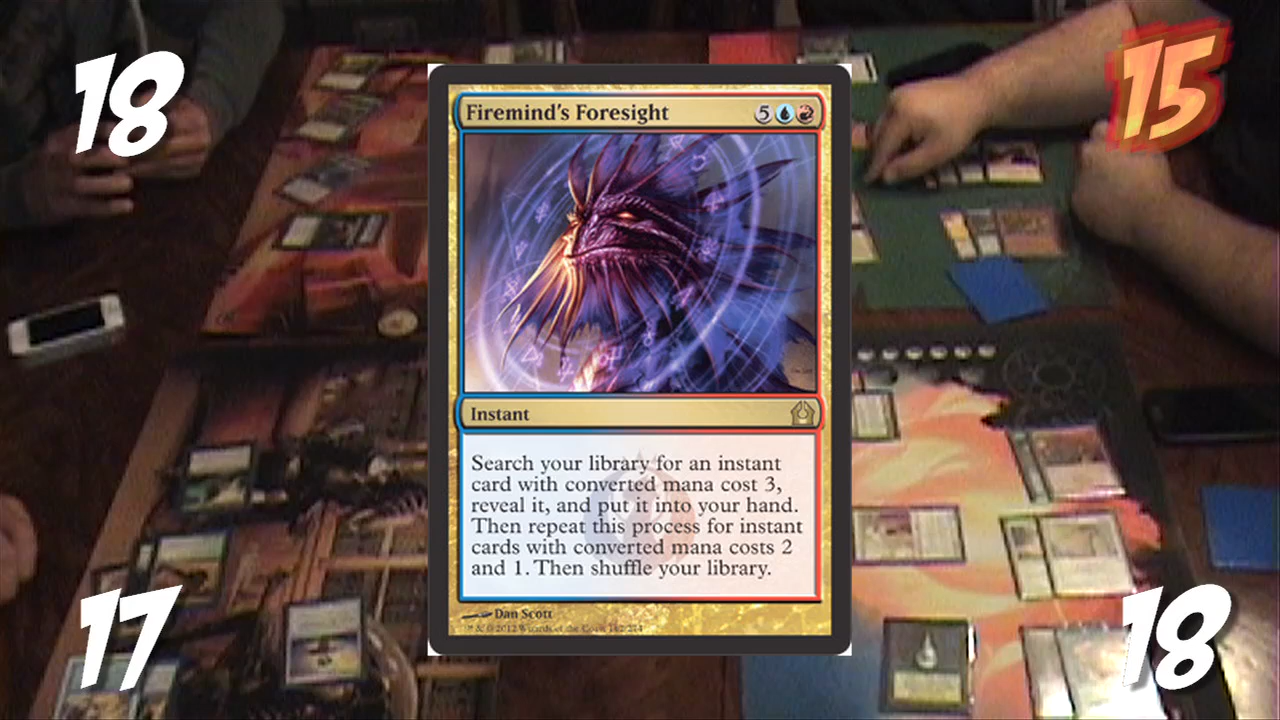 18
15
Firemind's Foresight 5
Instant
Search your library for an instant
card with converted mana cost 3,
reveal it, and put it into your hand.
Then repeat this process for instant
cards with converted mana costs 2
and 1. Then shuffle your library.
Dan Scott
17
18